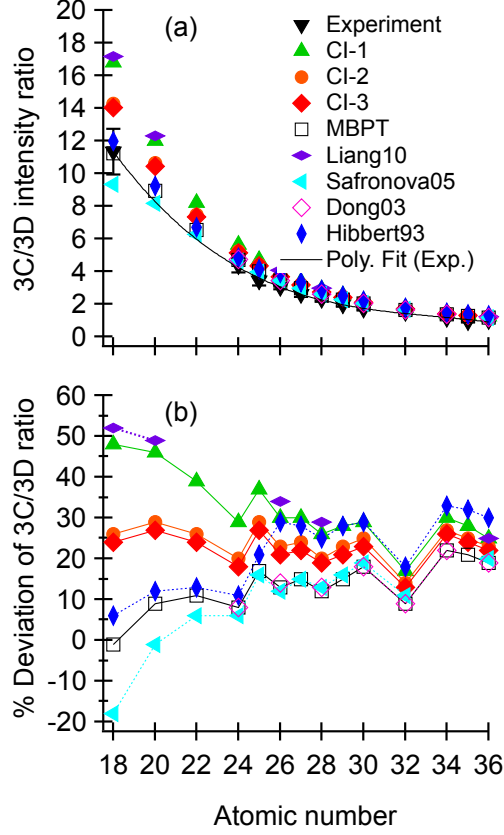 20
18
16
14
12
10
8
6
4
2
0
3C/3D intensity ratio
(a)
Experiment
CI-1
CI-2
CI-3
MBPT
Liang10
Safronova05
Dong03
Hibbert93
Poly. Fit (Exp.)
60
50
40
30
20
10
0
-10
-20
% Deviation of 3C/3D ratio
(b)
18 20 22 24 26 28 30 32 34 36
Atomic number